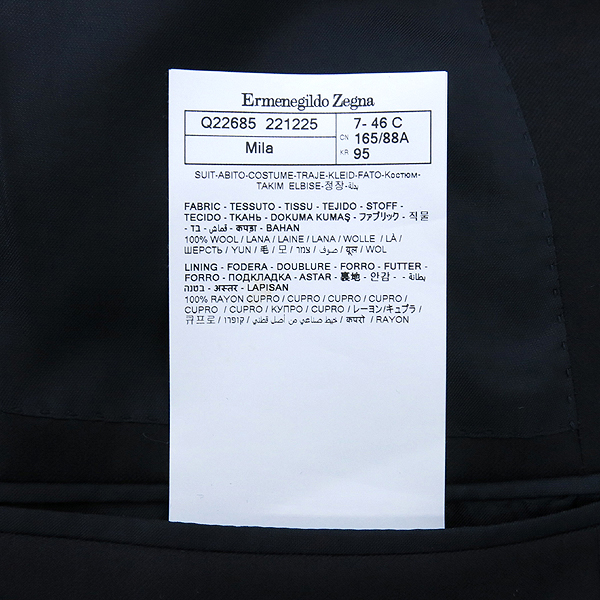 Ermenegildo Zegna
Q22685 221225
Mila
7- 46 C
CN 165/88A
KR 95
SUIT-ABITO-COSTUME-TRAJE-KLEID-FATO-Костюм-
TAKIM ELBISE-정장-بدلة
FABRIC - TESSUTO - TISSU - TEJIDO - STOFF -
TECIDO - ТКАНЬ - DOKUMA KUMAŞ - ファブリック - 직물
- قماش - בד - कपड़ा - BAHAN
100% WOOL / LANA / LAINE / LANA / WOLLE / LÃ /
ШЕРСТЬ / YUN / 毛 / 모 / צמר / صوف / यूल / WOL
LINING - FODERA - DOUBLURE - FORRO - FUTTER -
FORRO - ПОДКЛАДКА - ASTAR - 裏地 - 안감 - - بطانة
בטנה - अस्तर - LAPISAN
100% RAYON CUPRO / CUPRO / CUPRO / CUPRO /
CUPRO / CUPRO / КУПРО / CUPRO / レーヨン/キュプラ /
큐프로 / קופרו / خيط صناعي من أصل قطني / कपरो / RAYON